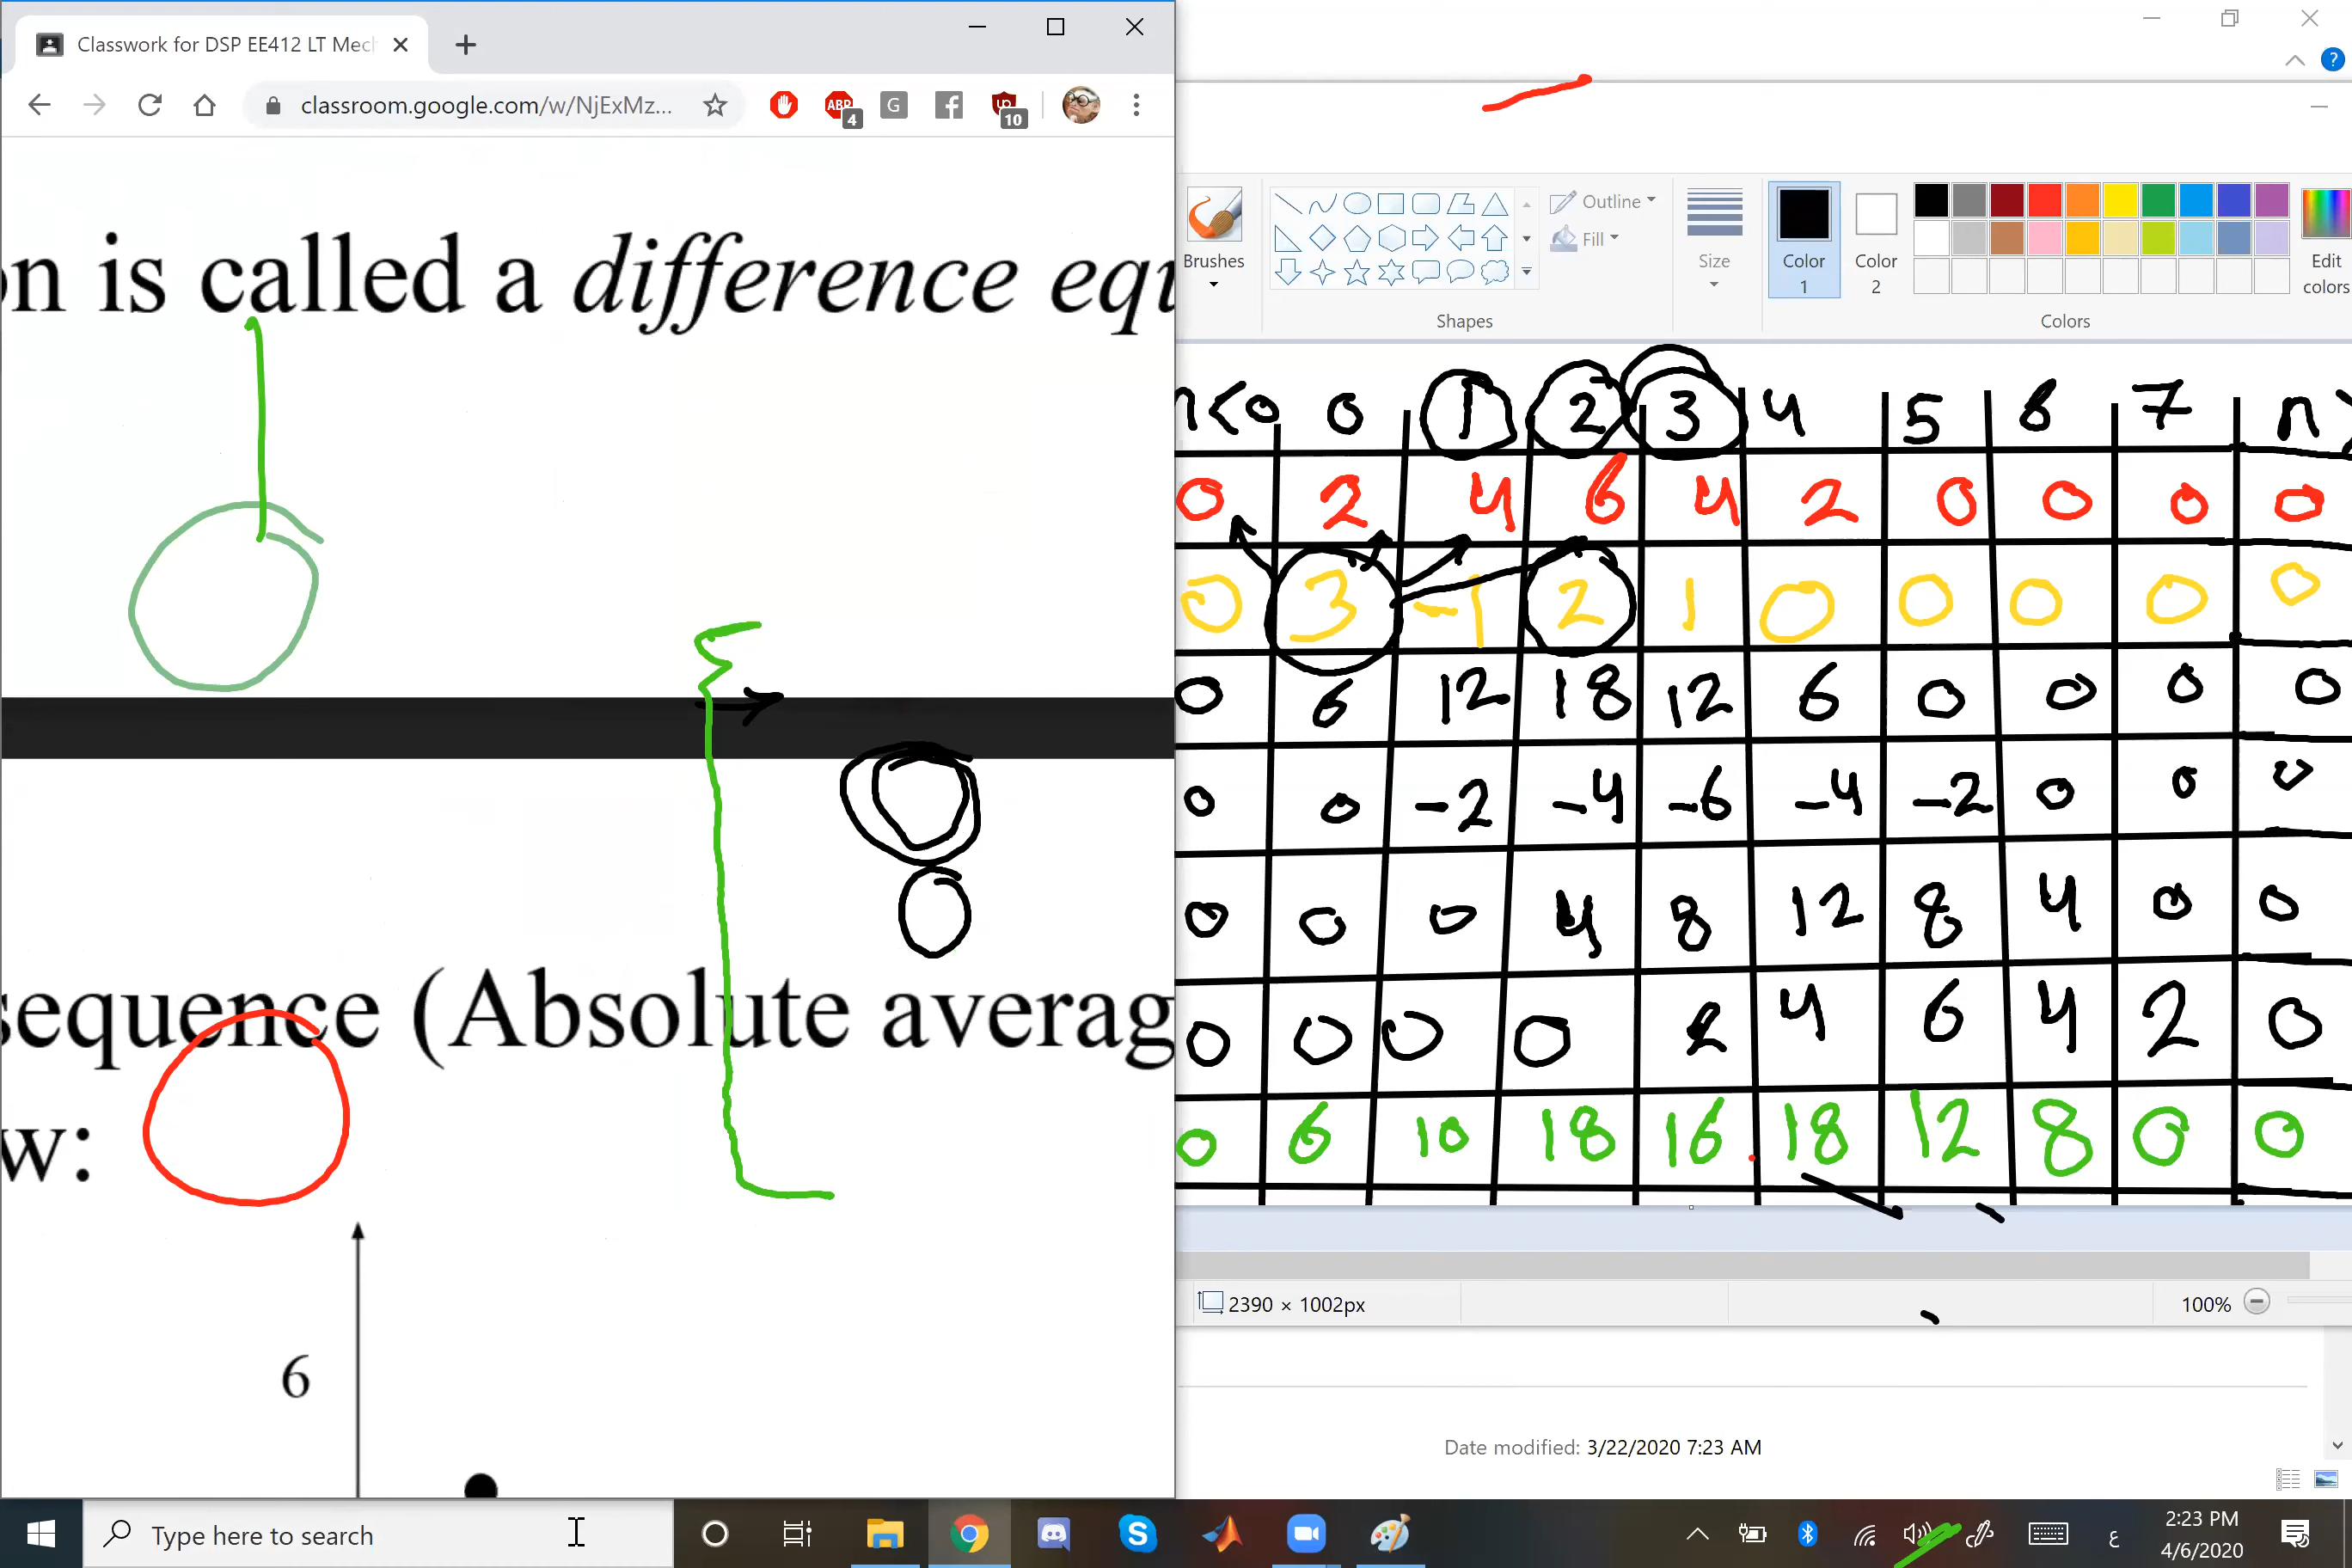 Classwork for DSP EE412 LT Mech
classroom.google.com/w/NjExMz...
ABP
4
G
10
n is called a difference equ
sequence (Absolute averag
w:
6
Brushes
Shapes
Outline
Fill
Size
Color 1
Color 2
Edit colors
Colors
n<0 0 1 2 3 4 5 6 7 n>
0 2 4 6 4 2 0 0 0 0
0 3 -1 2 1 0 0 0 0 0
0 6 12 18 12 6 0 0 0 0
0 0 -2 -4 -6 -4 -2 0 0 0
0 0 0 4 8 12 8 4 0 0
0 0 0 0 2 4 6 4 2 0
0 6 10 18 16 18 12 8 0 0
2390 × 1002px
100%
Date modified: 3/22/2020 7:23 AM
Type here to search
S
ع
2:23 PM
4/6/2020